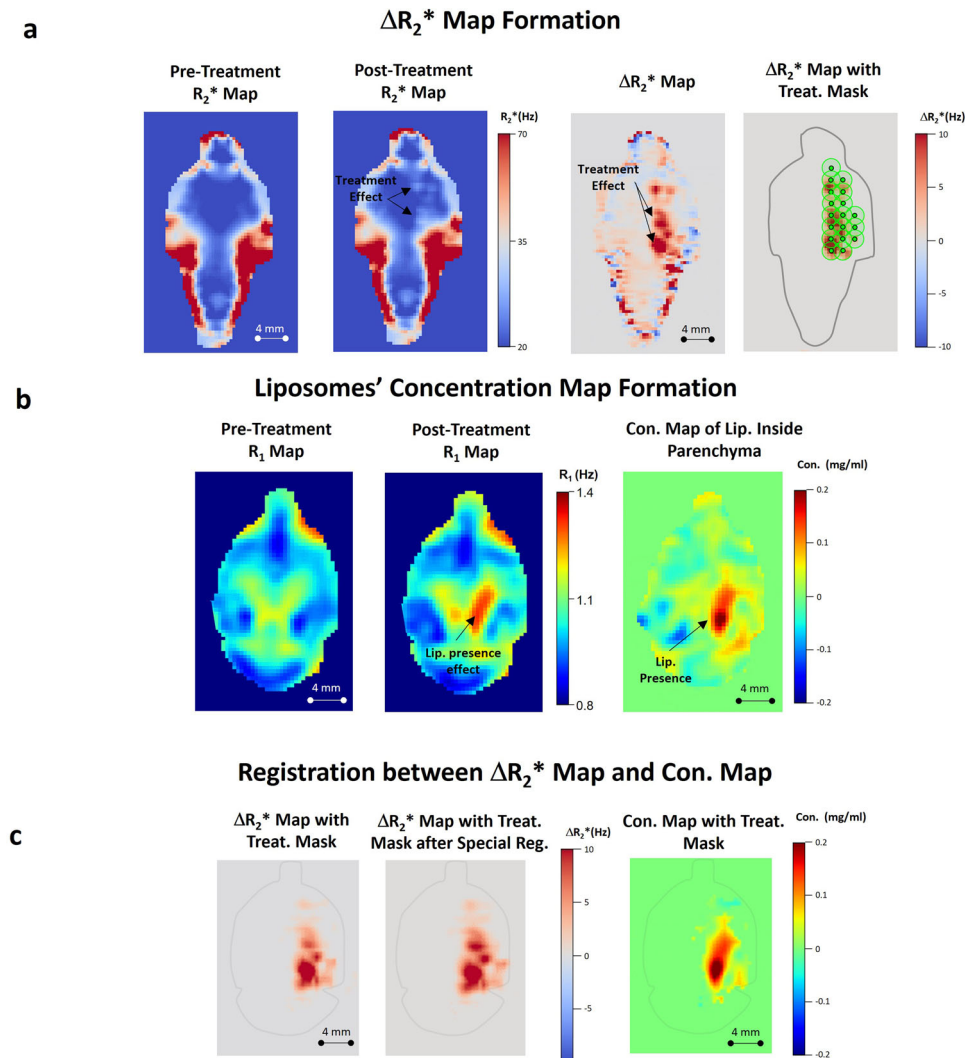 a
ΔR₂* Map Formation
Pre-Treatment
R₂* Map
Post-Treatment
R₂* Map
R₂*(Hz)
70
35
20
Treatment
Effect
4 mm
ΔR₂* Map
Treatment
Effect
4 mm
ΔR₂* Map with
Treat. Mask
ΔR₂*(Hz)
10
5
0
-5
-10
b
Liposomes’ Concentration Map Formation
Pre-Treatment
R₁ Map
4 mm
Post-Treatment
R₁ Map
Lip. presence
effect
4 mm
R₁ (Hz)
1.4
1.1
0.8
Con. Map of Lip. Inside
Parenchyma
Lip.
Presence
4 mm
Con. (mg/ml)
0.2
0.1
0
-0.1
-0.2
Registration between ΔR₂* Map and Con. Map
c
ΔR₂* Map with
Treat. Mask
4 mm
ΔR₂* Map with Treat.
Mask after Special Reg.
4 mm
ΔR₂*(Hz)
10
5
0
-5
Con. Map with Treat.
Mask
4 mm
Con. (mg/ml)
0.2
0.1
0
-0.1
-0.2